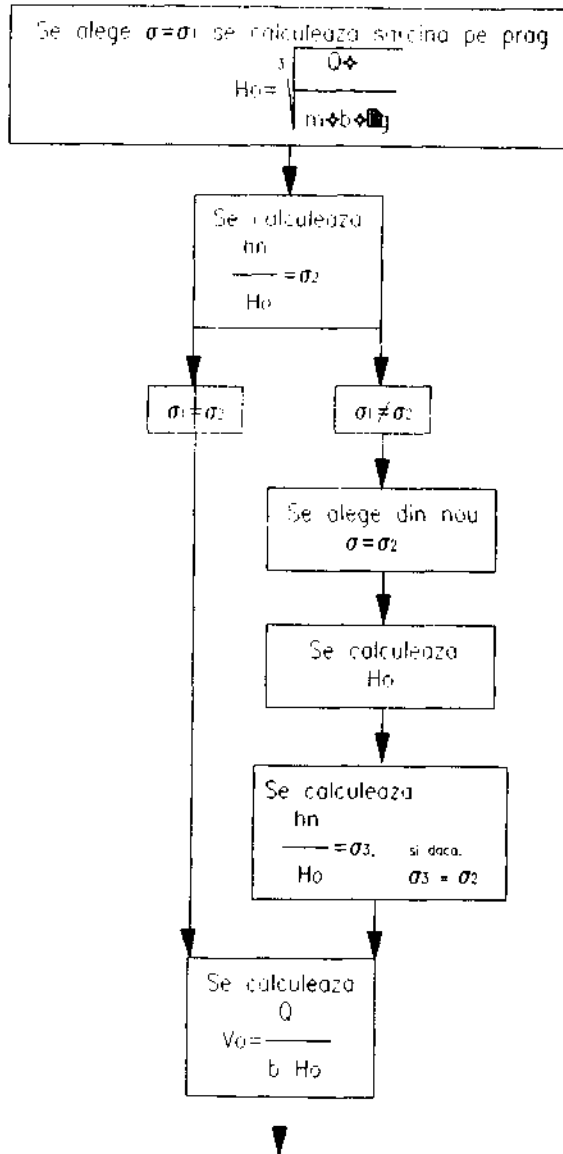 Se alege σ=σ1 se calculeaza sarcina pe prag
3
Q
Ho=
m b g
Se calculeaza
hn
=σ2
Ho
σ1=σ2
σ1≠σ2
Se alege din nou
σ=σ2
Se calculeaza
Ho
Se calculeaza
hn
=σ3, si daca.
Ho σ3 = σ2
Se calculeaza
Q
Vo=
b Ho